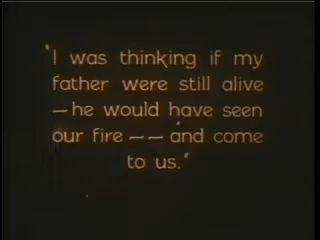 "I was thinking if my
father were still alive
—he would have seen
our fire —— and come
to us."